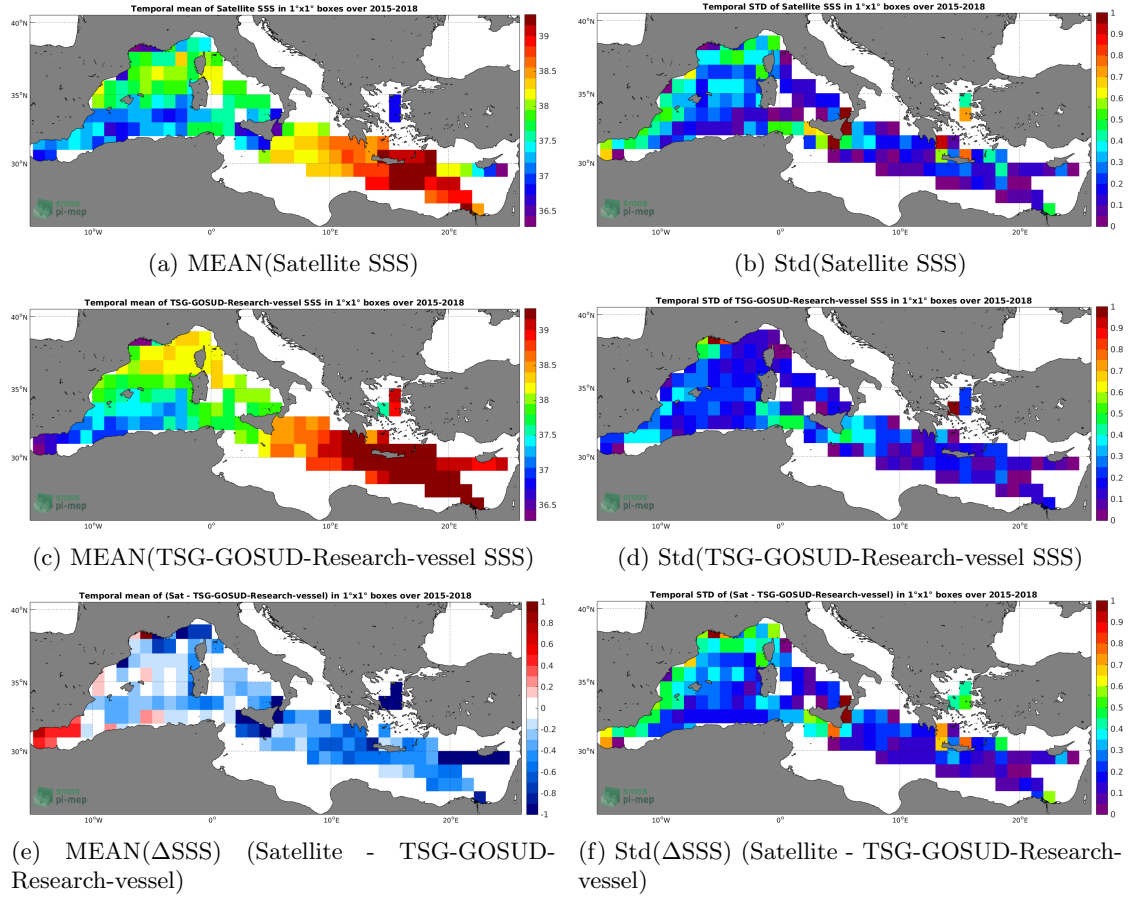 Temporal mean of Satellite SSS in 1°x1° boxes over 2015-2018
40°N
35°N
30°N
10°W
0°
10°E
20°E
39
38.5
38
37.5
37
36.5
smos
pi-mep
(a) MEAN(Satellite SSS)
Temporal STD of Satellite SSS in 1°x1° boxes over 2015-2018
40°N
35°N
30°N
10°W
0°
10°E
20°E
1
0.9
0.8
0.7
0.6
0.5
0.4
0.3
0.2
0.1
0
smos
pi-mep
(b) Std(Satellite SSS)
Temporal mean of TSG-GOSUD-Research-vessel SSS in 1°x1° boxes over 2015-2018
40°N
35°N
30°N
10°W
0°
10°E
20°E
39
38.5
38
37.5
37
36.5
smos
pi-mep
(c) MEAN(TSG-GOSUD-Research-vessel SSS)
Temporal STD of TSG-GOSUD-Research-vessel SSS in 1°x1° boxes over 2015-2018
40°N
35°N
30°N
10°W
0°
10°E
20°E
1
0.9
0.8
0.7
0.6
0.5
0.4
0.3
0.2
0.1
0
smos
pi-mep
(d) Std(TSG-GOSUD-Research-vessel SSS)
Temporal mean of (Sat - TSG-GOSUD-Research-vessel) in 1°x1° boxes over 2015-2018
40°N
35°N
30°N
10°W
0°
10°E
20°E
1
0.8
0.6
0.4
0.2
0
-0.2
-0.4
-0.6
-0.8
-1
smos
pi-mep
(e) MEAN(ΔSSS) (Satellite - TSG-GOSUD-
Research-vessel)
Temporal STD of (Sat - TSG-GOSUD-Research-vessel) in 1°x1° boxes over 2015-2018
40°N
35°N
30°N
10°W
0°
10°E
20°E
1
0.9
0.8
0.7
0.6
0.5
0.4
0.3
0.2
0.1
0
smos
pi-mep
(f) Std(ΔSSS) (Satellite - TSG-GOSUD-Research-
vessel)